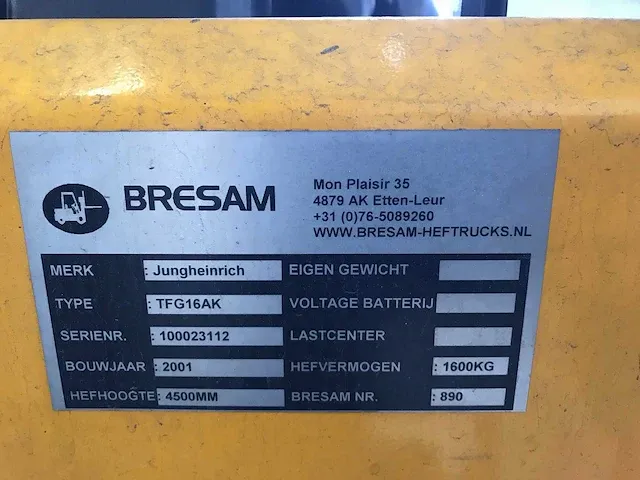 BRESAM
Mon Plaisir 35
4879 AK Etten-Leur
+31 (0)76-5089260
WWW.BRESAM-HEFTRUCKS.NL
MERK : Jungheinrich EIGEN GEWICHT
TYPE : TFG16AK VOLTAGE BATTERIJ
SERIENR. : 100023112 LASTCENTER
BOUWJAAR : 2001 HEFVERMOGEN : 1600KG
HEFHOOGTE : 4500MM BRESAM NR. : 890